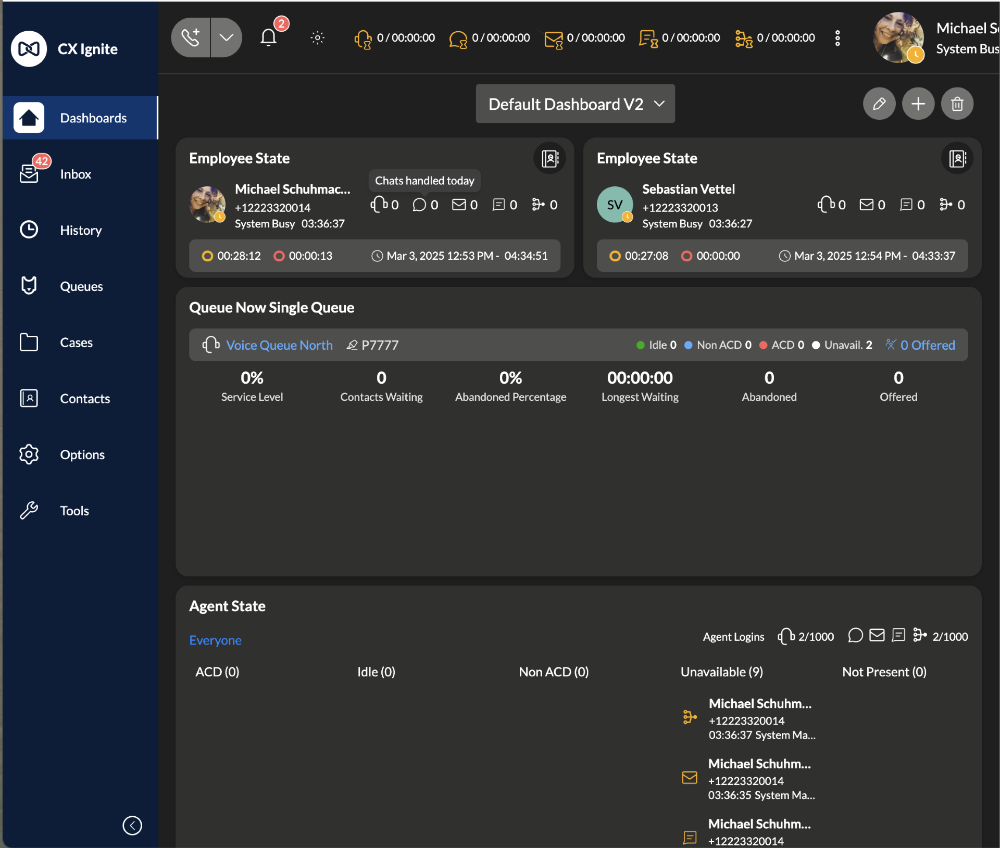 CX Ignite
2
0 / 00:00:00
0 / 00:00:00
0 / 00:00:00
0 / 00:00:00
0 / 00:00:00
Michael S
System Bus
Default Dashboard V2
Dashboards
42
Inbox
History
Queues
Cases
Contacts
Options
Tools
Employee State
Chats handled today
Michael Schuhmac...
0 0 0 0 0
+12223320014
System Busy 03:36:37
00:28:12 00:00:13 Mar 3, 2025 12:53 PM - 04:34:51
Employee State
SV
Sebastian Vettel
0 0 0 0
+12223320013
System Busy 03:36:27
00:27:08 00:00:00 Mar 3, 2025 12:54 PM - 04:33:37
Queue Now Single Queue
Voice Queue North P7777 Idle 0 Non ACD 0 ACD 0 Unavail. 2 0 Offered
0% 0 0% 00:00:00 0 0
Service Level Contacts Waiting Abandoned Percentage Longest Waiting Abandoned Offered
Agent State
Everyone
Agent Logins 2/1000 2/1000
ACD (0) Idle (0) Non ACD (0) Unavailable (9) Not Present (0)
Michael Schuhm...
+12223320014
03:36:37 System Ma...
Michael Schuhm...
+12223320014
03:36:35 System Ma...
Michael Schuhm...
+12223320014